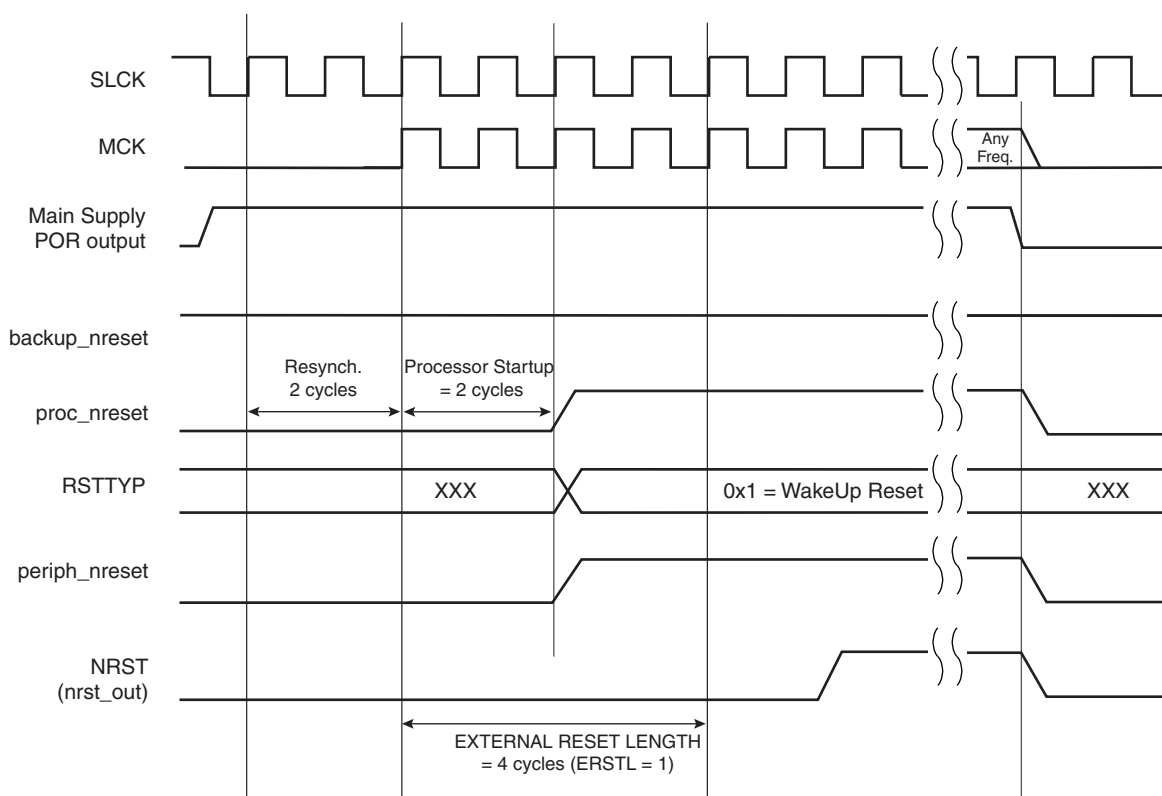 SLCK
MCK
Any
Freq.
Main Supply
POR output
backup_nreset
Resynch.
2 cycles
Processor Startup
= 2 cycles
proc_nreset
RSTTYP
XXX
0x1 = WakeUp Reset
XXX
periph_nreset
NRST
(nrst_out)
EXTERNAL RESET LENGTH
= 4 cycles (ERSTL = 1)